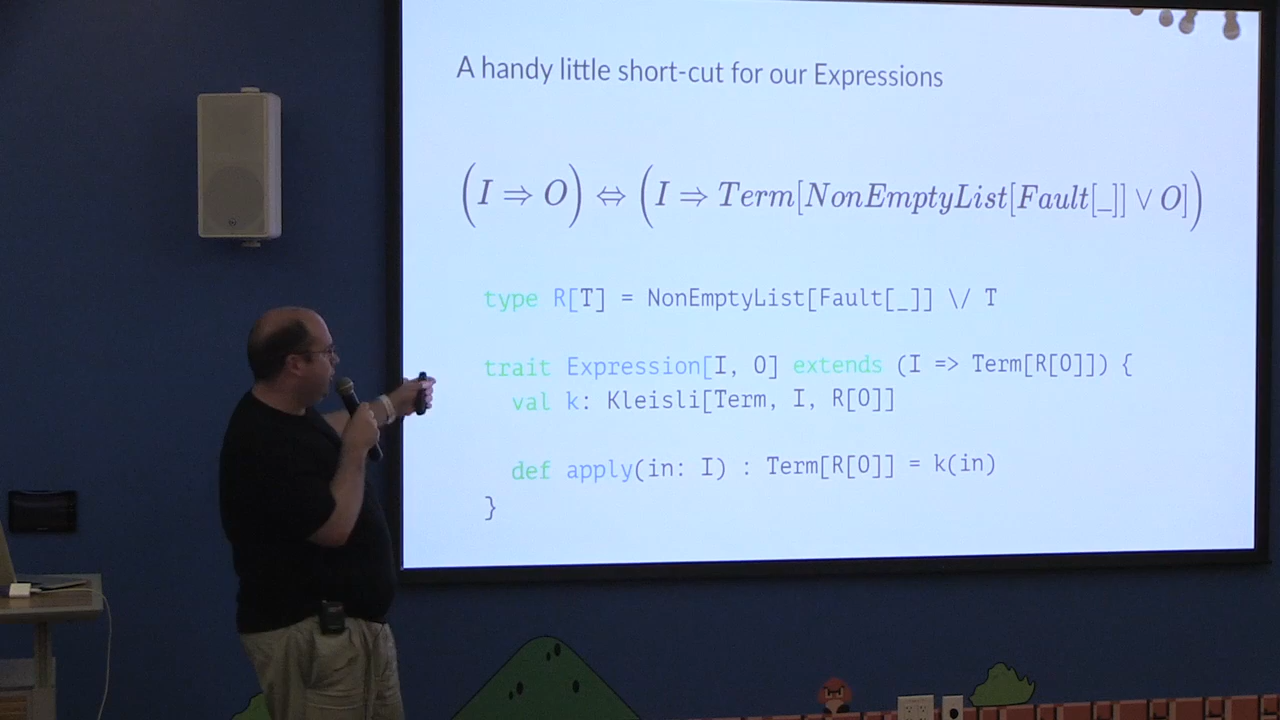 A handy little short-cut for our Expressions
(I ⇒ O) ⇔ (I ⇒ Term[NonEmptyList[Fault[_]] ∨ O])
type R[T] = NonEmptyList[Fault[_]] \/ T
trait Expression[I, O] extends (I => Term[R[O]]) {
val k: Kleisli[Term, I, R[O]]
def apply(in: I) : Term[R[O]] = k(in)
}